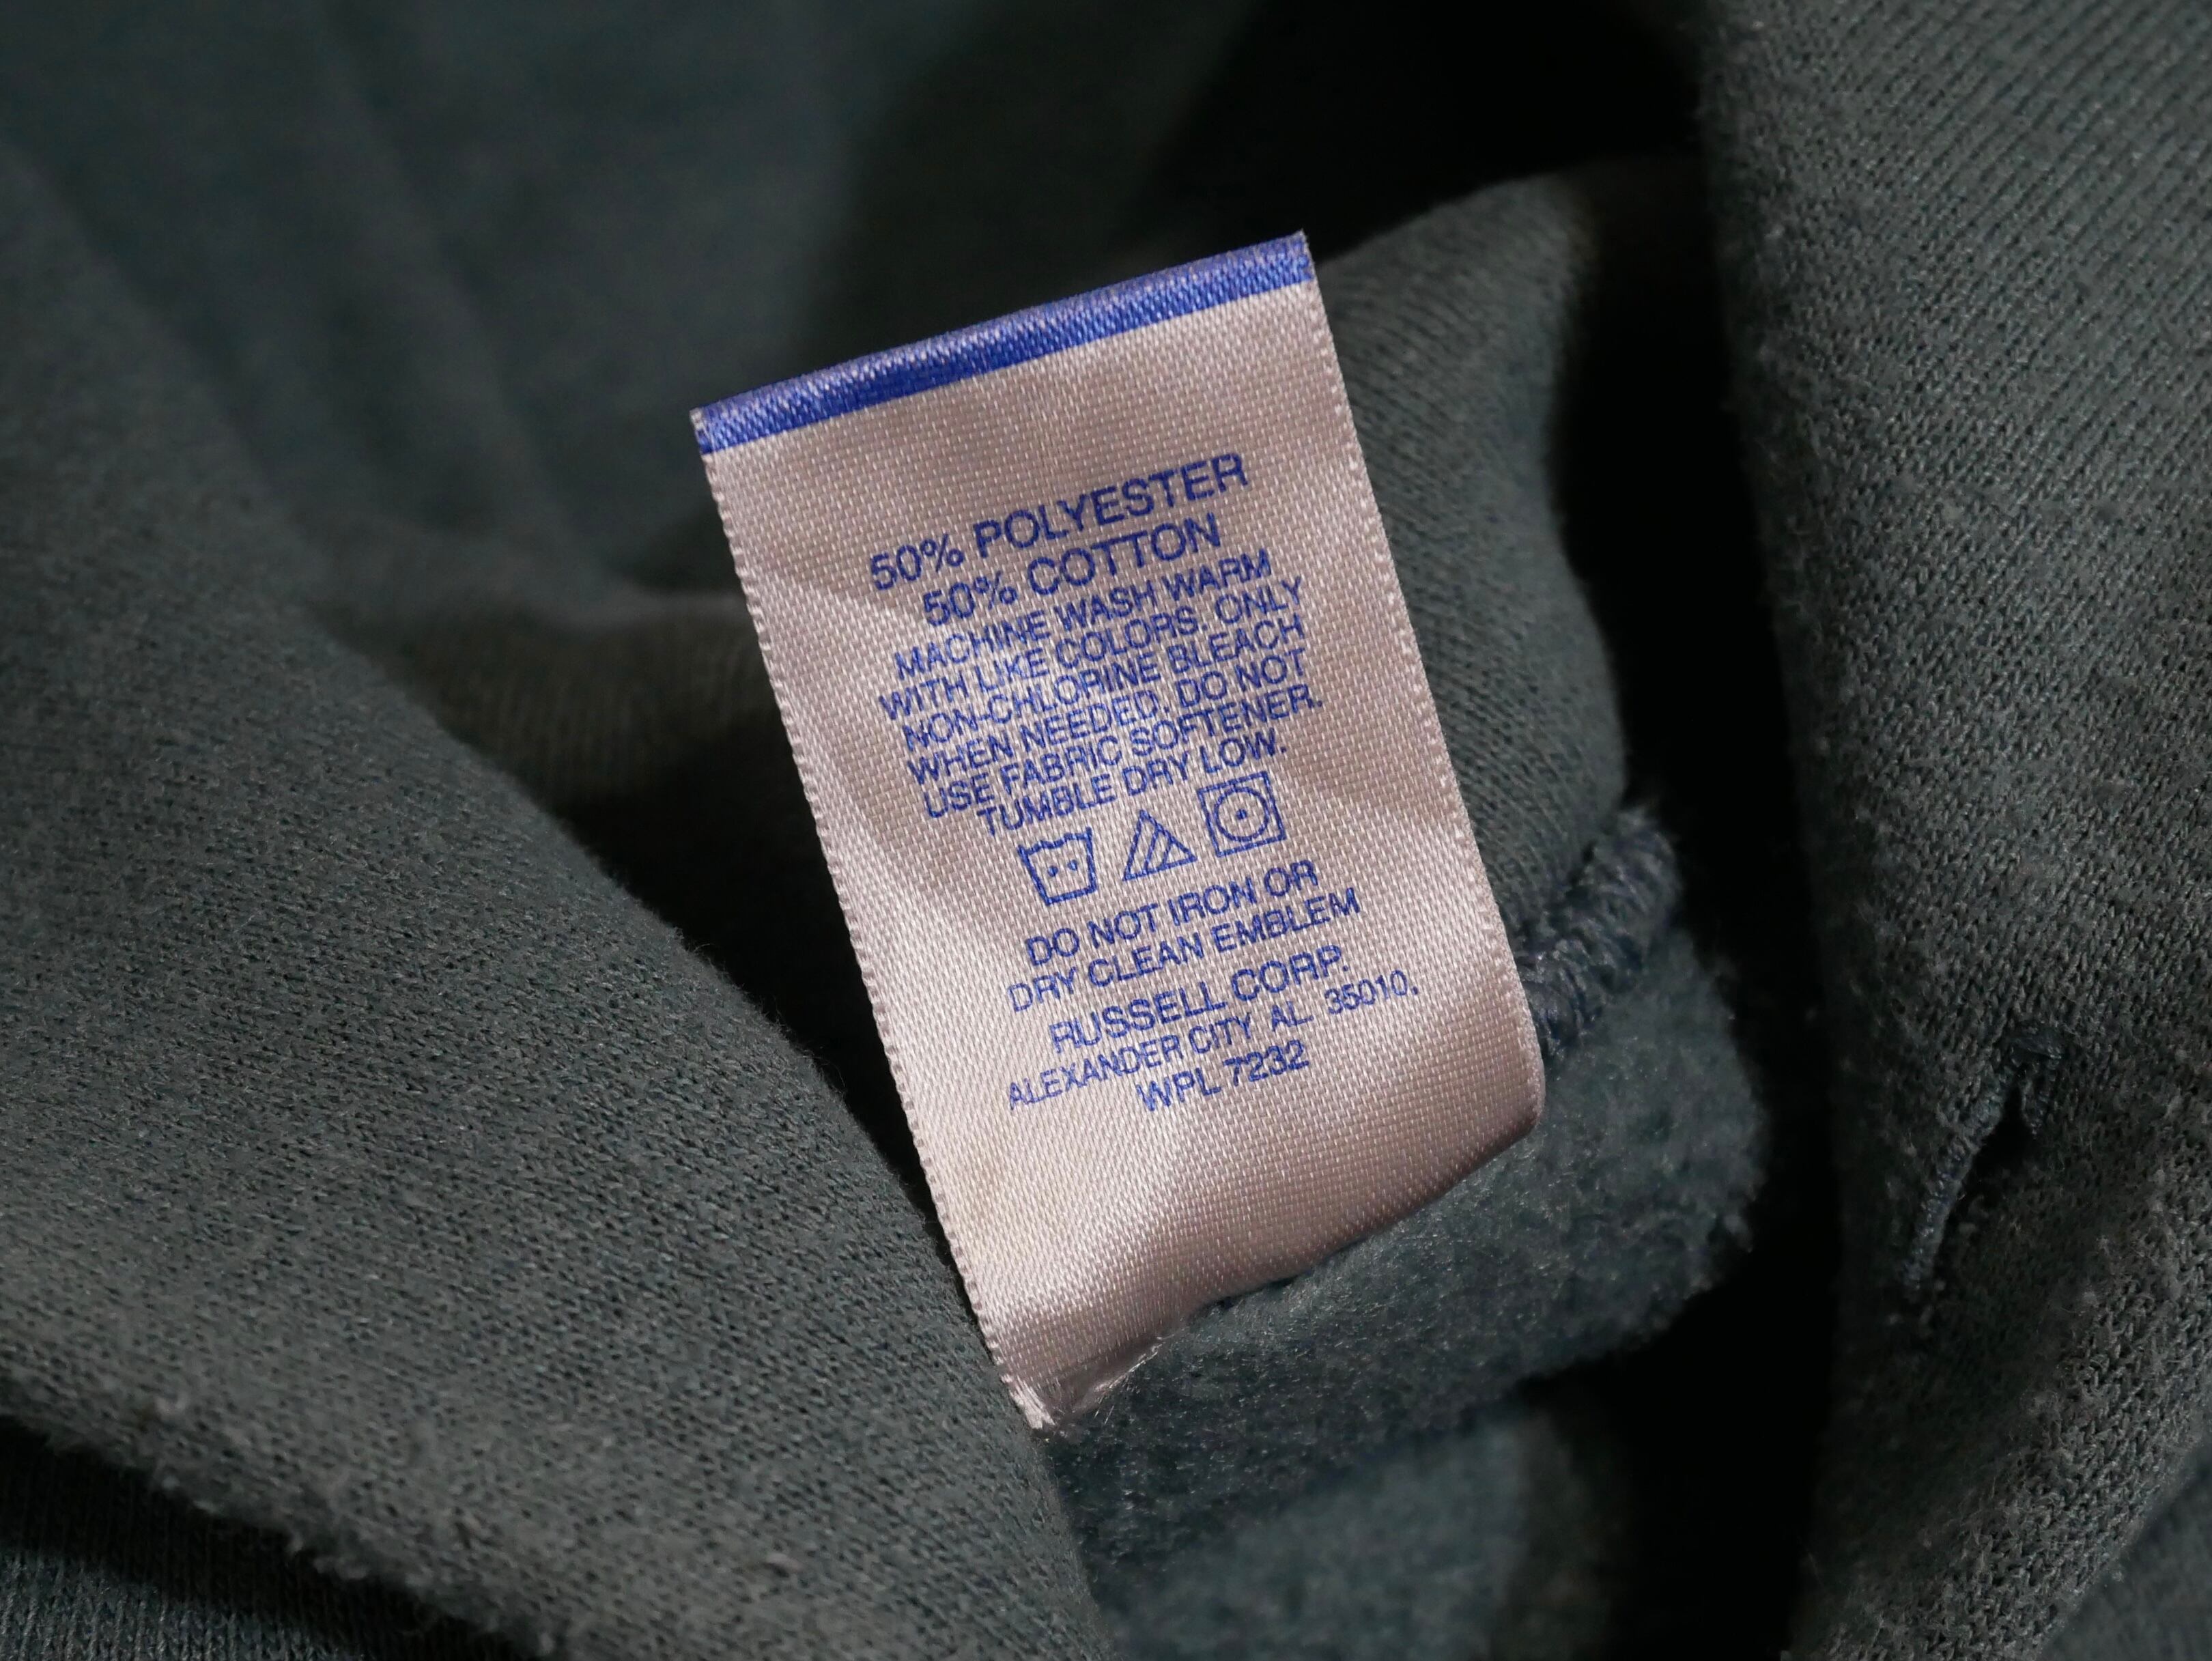 50% POLYESTER
50% COTTON
MACHINE WASH WARM
WITH LIKE COLORS. ONLY
NON-CHLORINE BLEACH
WHEN NEEDED. DO NOT
USE FABRIC SOFTENER.
TUMBLE DRY LOW.
DO NOT IRON OR
DRY CLEAN EMBLEM
RUSSELL CORP.
ALEXANDER CITY AL 35010.
WPL 7232